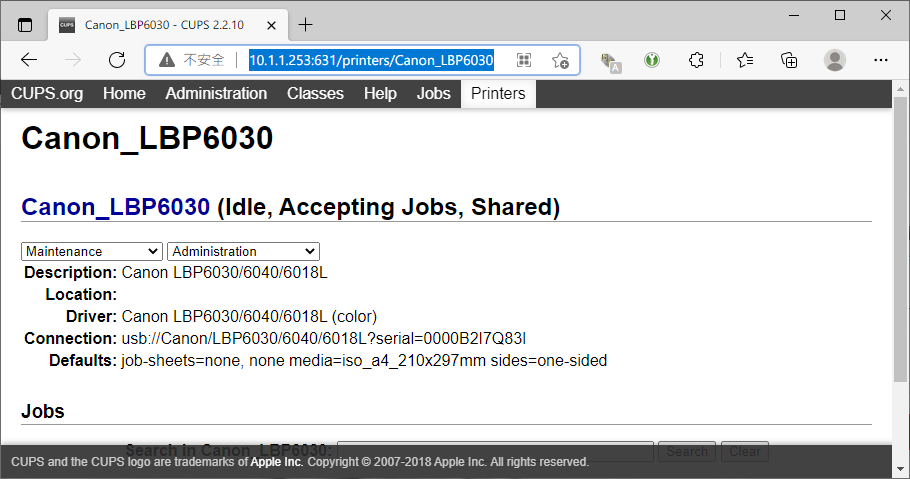 CUPS Canon_LBP6030 - CUPS 2.2.10
不安全 10.1.1.253:631/printers/Canon_LBP6030
CUPS.org Home Administration Classes Help Jobs Printers
Canon_LBP6030
Canon_LBP6030 (Idle, Accepting Jobs, Shared)
Maintenance Administration
Description: Canon LBP6030/6040/6018L
Location:
Driver: Canon LBP6030/6040/6018L (color)
Connection: usb://Canon/LBP6030/6040/6018L?serial=0000B2I7Q83I
Defaults: job-sheets=none, none media=iso_a4_210x297mm sides=one-sided
Jobs
Search in Canon_LBP6030: Search Clear
CUPS and the CUPS logo are trademarks of Apple Inc. Copyright © 2007-2018 Apple Inc. All rights reserved.